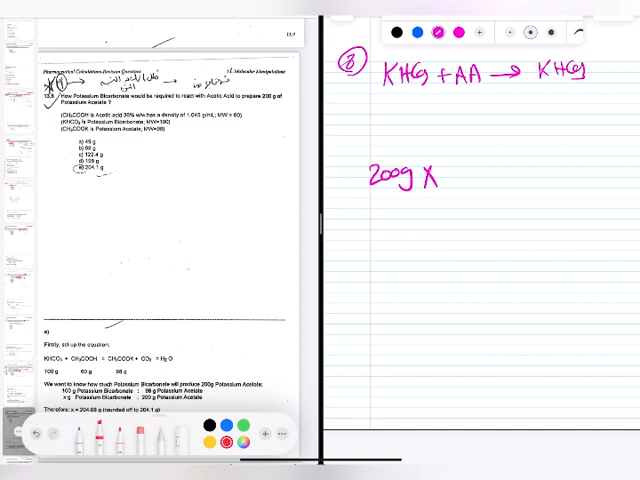 13.7
Pharmaceutical Calculations-Revision Questions
13. Molecular Manipulations
13.8 How Potassium Bicarbonate would be required to react with Acetic Acid to prepare 200 g of
Potassium Acetate ?
(CH₃COOH is Acetic acid 36% w/w has a density of 1.045 g/mL; MW = 60)
(KHCO₃ is Potassium Bicarbonate; MW=100)
(CH₃COOK is Potassium Acetate; MW=98)
a) 49 g
b) 98 g
c) 122.4 g
d) 196 g
e) 204.1 g
e)
Firstly, set up the equation:
KHCO₃ + CH₃COOH = CH₃COOK + CO₂ + H₂O
100 g 60 g 98 g
We want to know how much Potassium Bicarbonate will produce 200g Potassium Acetate:
100 g Potassium Bicarbonate : 98 g Potassium Acetate
x g Potassium Bicarbonate : 200 g Potassium Acetate
Therefore: x = 204.08 g (rounded off to 204.1 g)
8
KHCO₃ + AA → KHCO₃
200g X